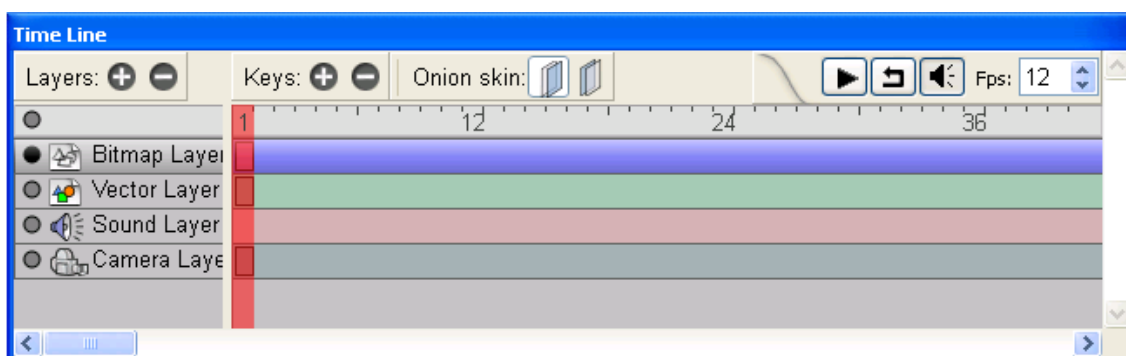 Time Line
Layers: Keys: Onion skin: Fps: 12
1 12 24 36
Bitmap Layer
Vector Layer
Sound Layer
Camera Laye